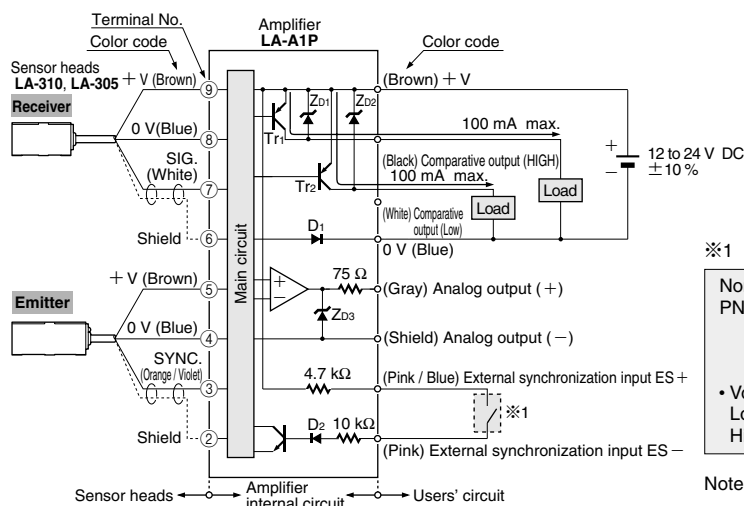 Terminal No.
Color code
Amplifier
LA-A1P
Color code
Sensor heads
LA-310, LA-305
Receiver
+ V (Brown)
9
(Brown) + V
0 V (Blue)
8
Tr1
ZD1
ZD2
100 mA max.
SIG.
(White)
7
Tr2
(Black) Comparative output (HIGH)
100 mA max.
Load
Load
+
−
12 to 24 V DC
±10 %
(White) Comparative
output (Low)
Shield
6
D1
0 V (Blue)
Main circuit
Emitter
+ V (Brown)
5
+
−
75 Ω
(Gray) Analog output (+)
ZD3
0 V (Blue)
4
(Shield) Analog output (−)
SYNC.
(Orange / Violet)
3
4.7 kΩ
(Pink / Blue) External synchronization input ES +
※1
Shield
2
D2
10 kΩ
(Pink) External synchronization input ES −
Sensor heads
Amplifier
internal circuit
Users' circuit
※1
PN
• Vo
Lo
Note